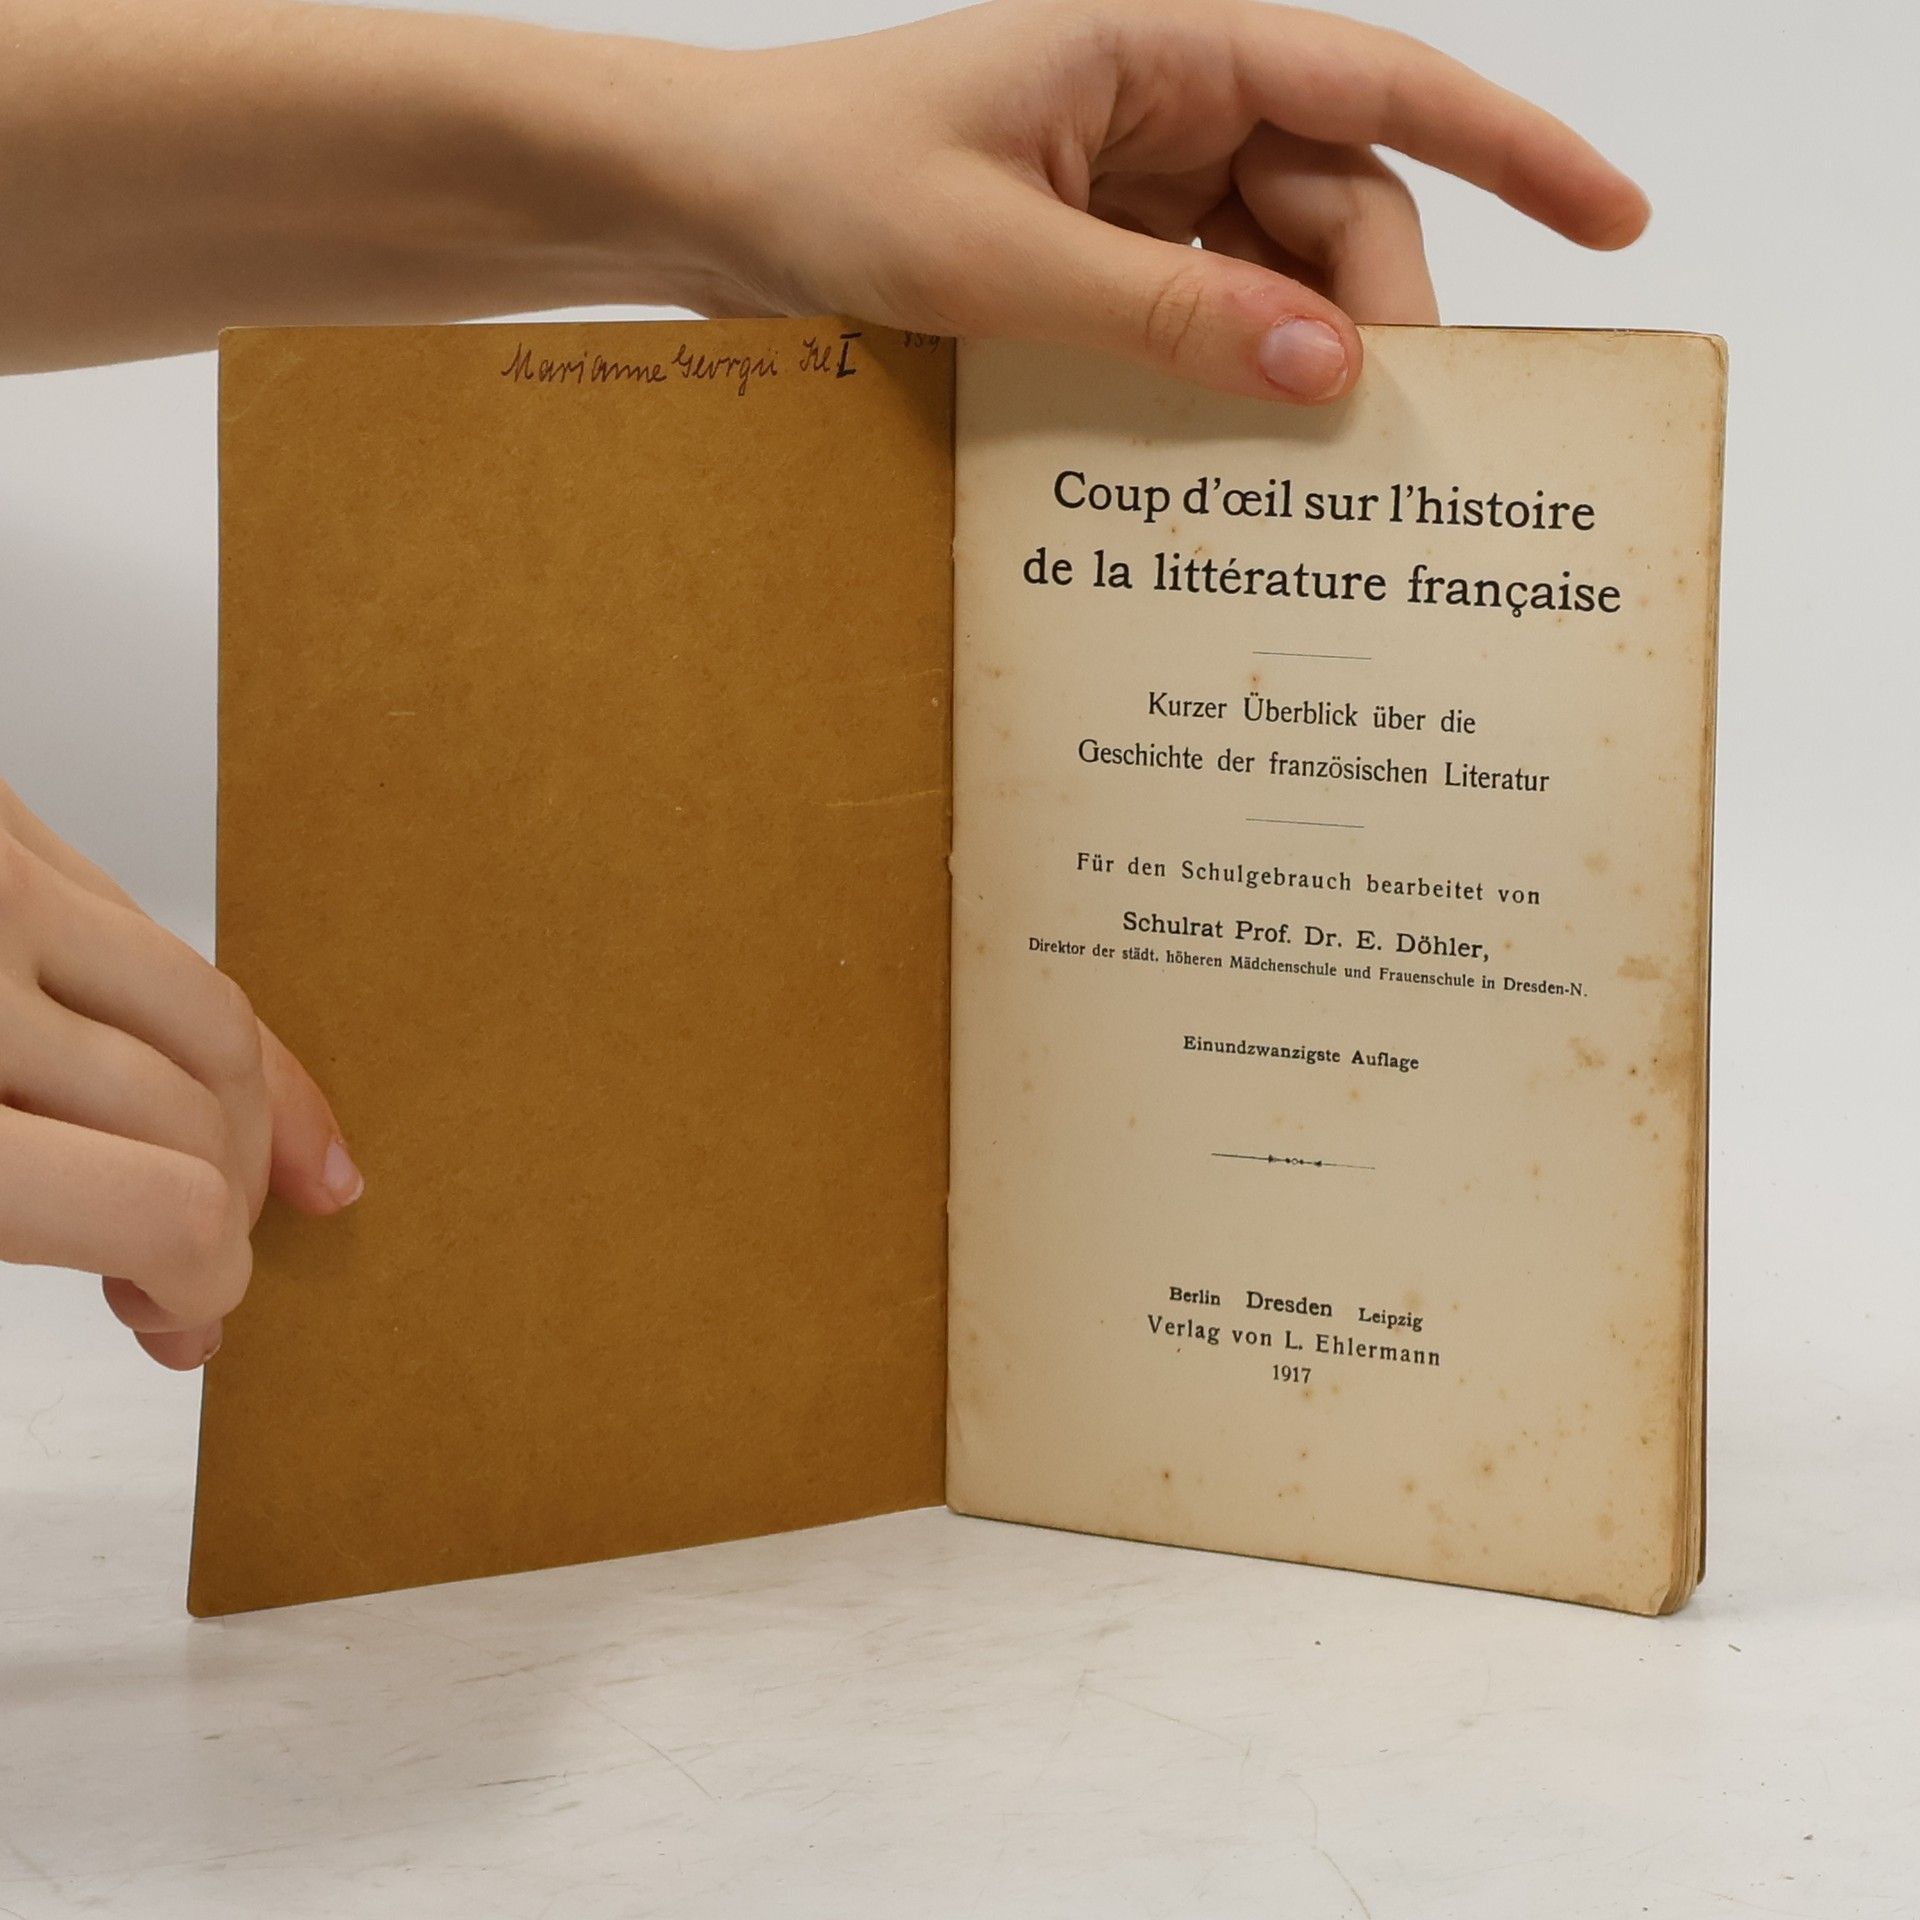 Marianne Georgii Kl I
859
Coup d'œil sur l'histoire
de la littérature française
Kurzer Überblick über die
Geschichte der französischen Literatur
Für den Schulgebrauch bearbeitet von
Schulrat Prof. Dr. E. Döhler,
Direktor der städt. höheren Mädchenschule und Frauenschule in Dresden-N.
Einundzwanzigste Auflage
Berlin Dresden Leipzig
Verlag von L. Ehlermann
1917